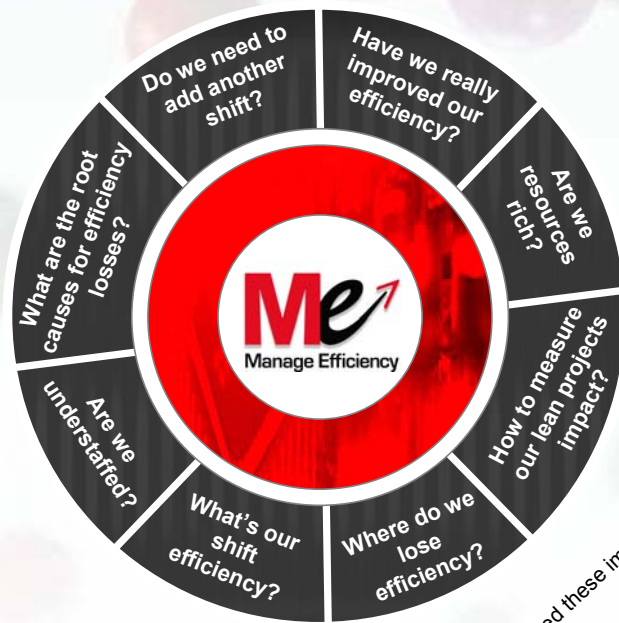 Do we need to
add another
shift?
Have we really
improved our
efficiency?
Are we
resources
rich?
How to measure
our lean projects
impact?
Where do we
lose
efficiency?
What's our
shift
efficiency?
Are we
understaffed?
What are the root
causes for efficiency
losses?
Me
Manage Efficiency
these im